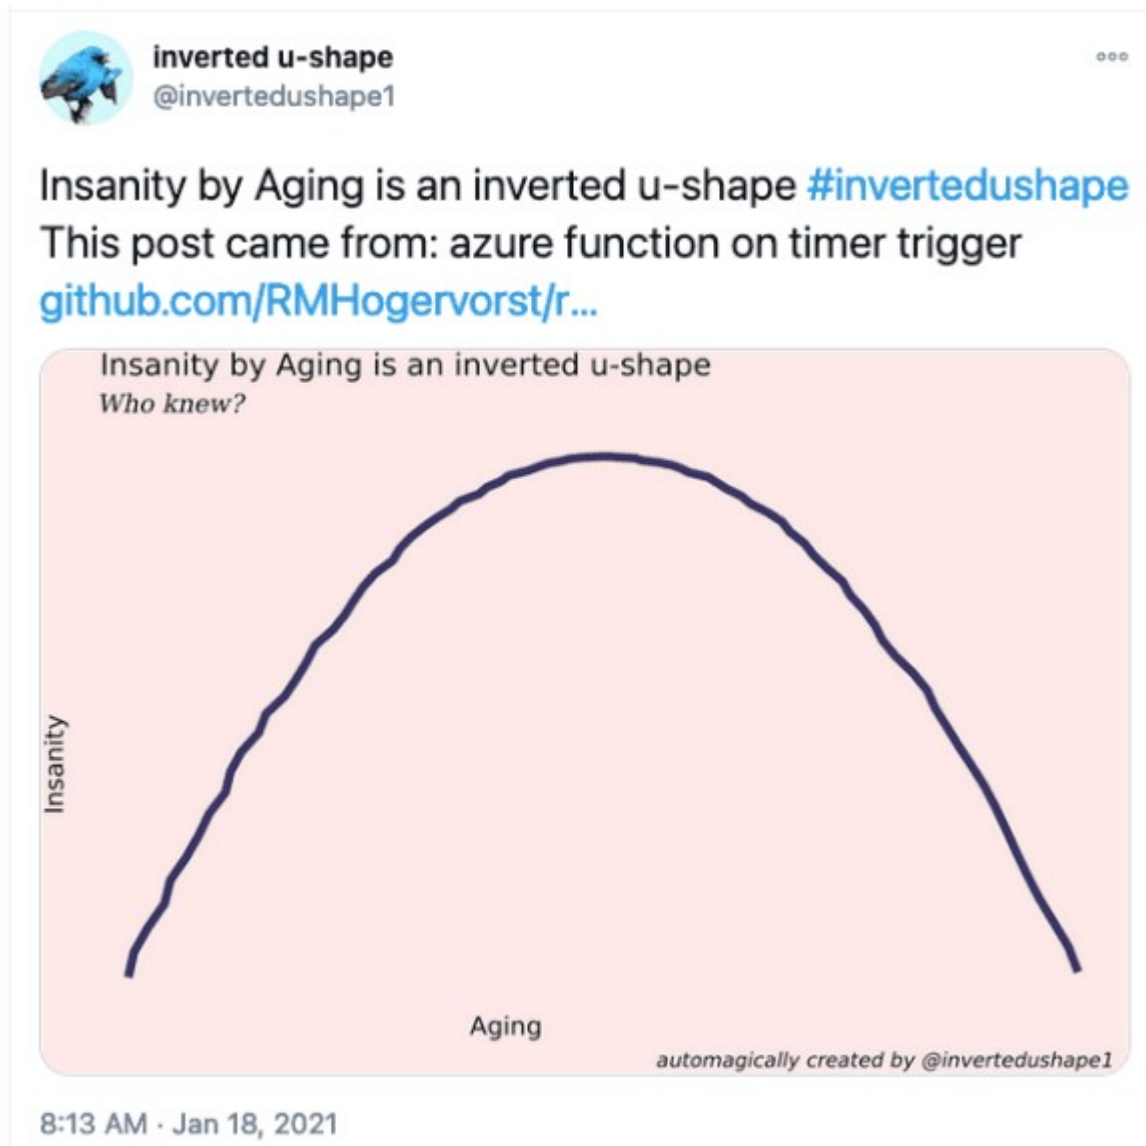 inverted u-shape
@invertedushape1
Insanity by Aging is an inverted u-shape #invertedushape
This post came from: azure function on timer trigger
github.com/RMHogervorst/r...
Insanity by Aging is an inverted u-shape
Who knew?
Insanity
Aging
automagically created by @invertedushape1
8:13 AM · Jan 18, 2021